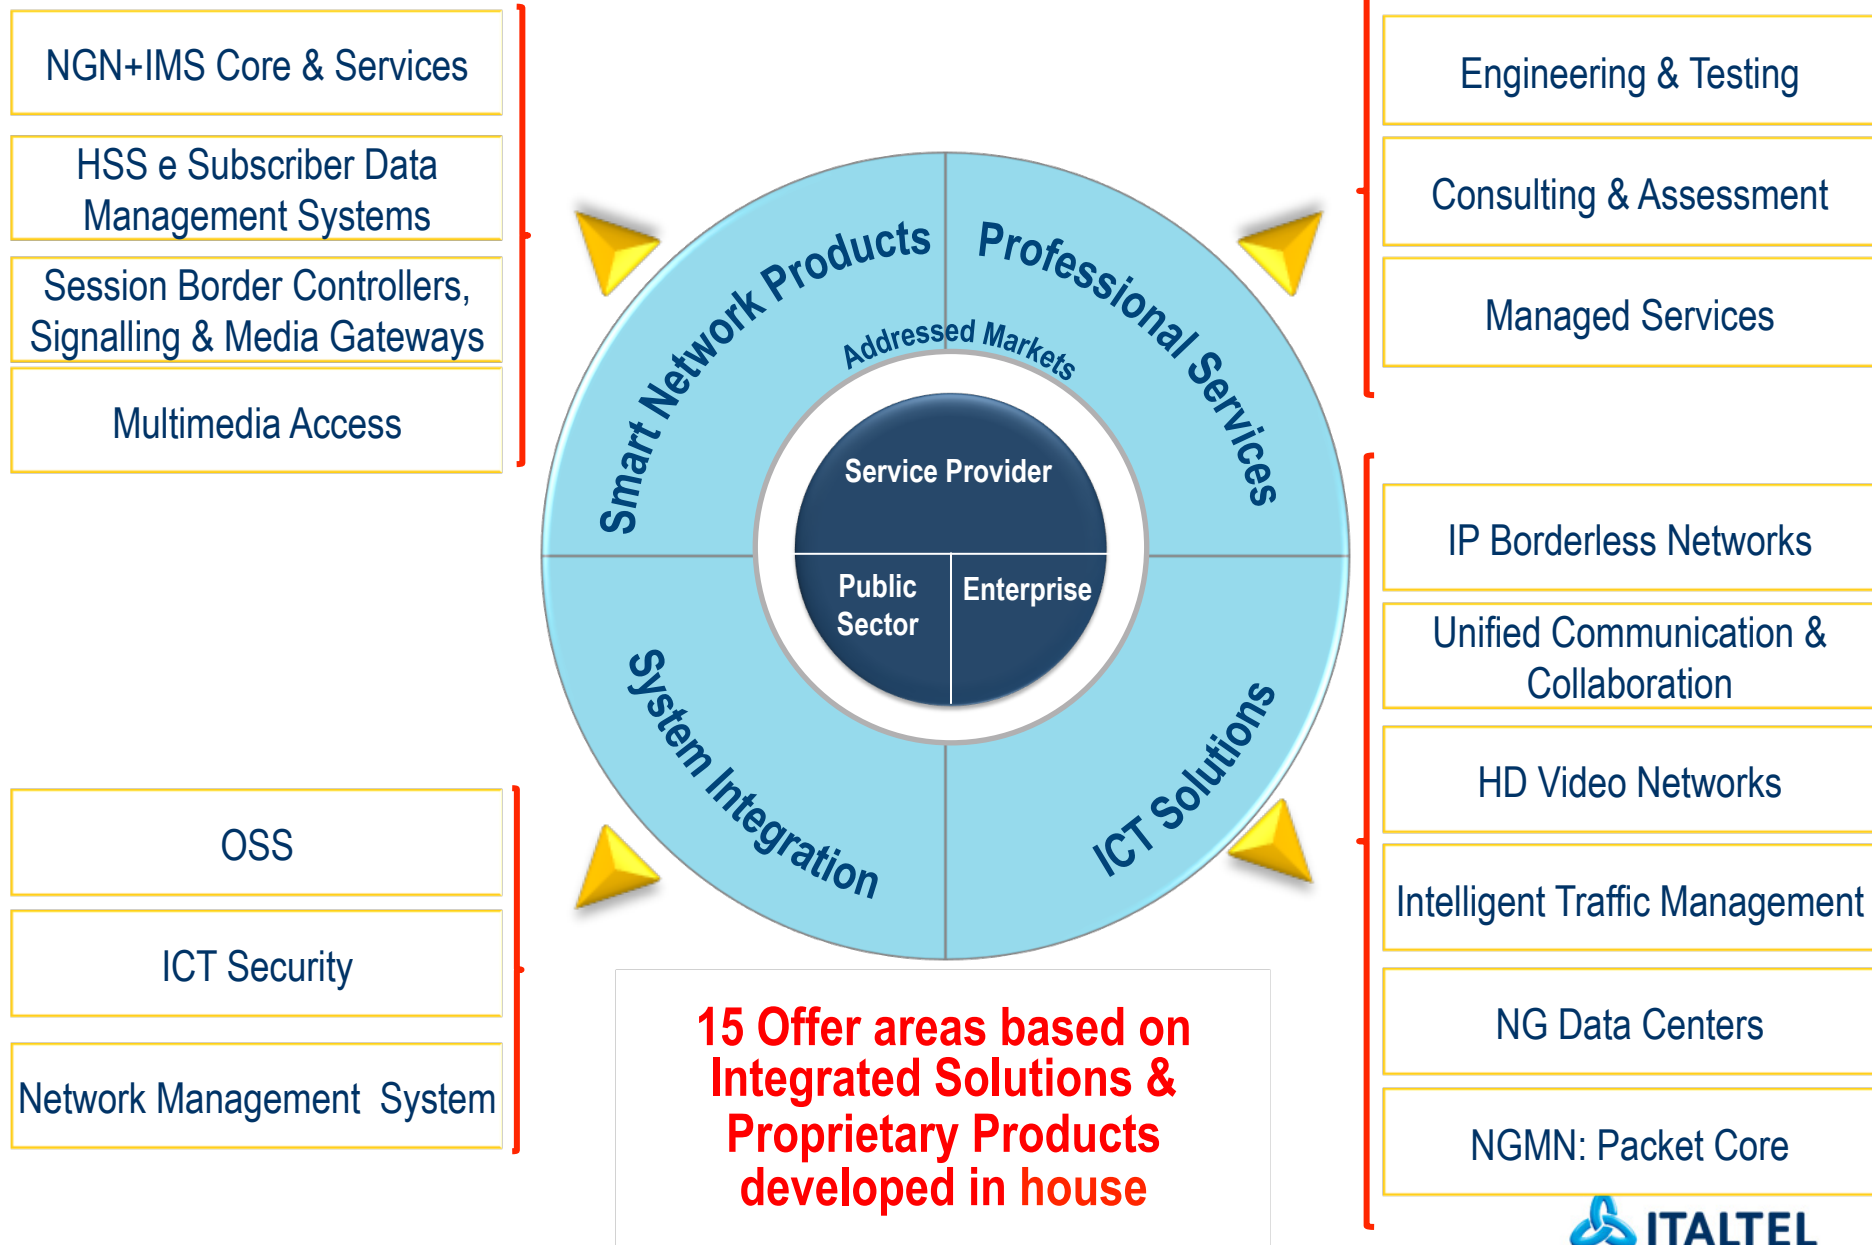 NGN+IMS Core & Services
HSS e Subscriber Data
Management Systems
Session Border Controllers,
Signalling & Media Gateways
Multimedia Access
Engineering & Testing
Consulting & Assessment
Managed Services
Smart Network Products
Professional Services
Addressed Markets
Service Provider
Public
Sector
Enterprise
System Integration
ICT Solutions
OSS
ICT Security
Network Management  System
IP Borderless Networks
Unified Communication &
Collaboration
HD Video Networks
Intelligent Traffic Management
NG Data Centers
NGMN: Packet Core
15 Offer areas based on
Integrated Solutions &
Proprietary Products
developed in house
ITALTEL